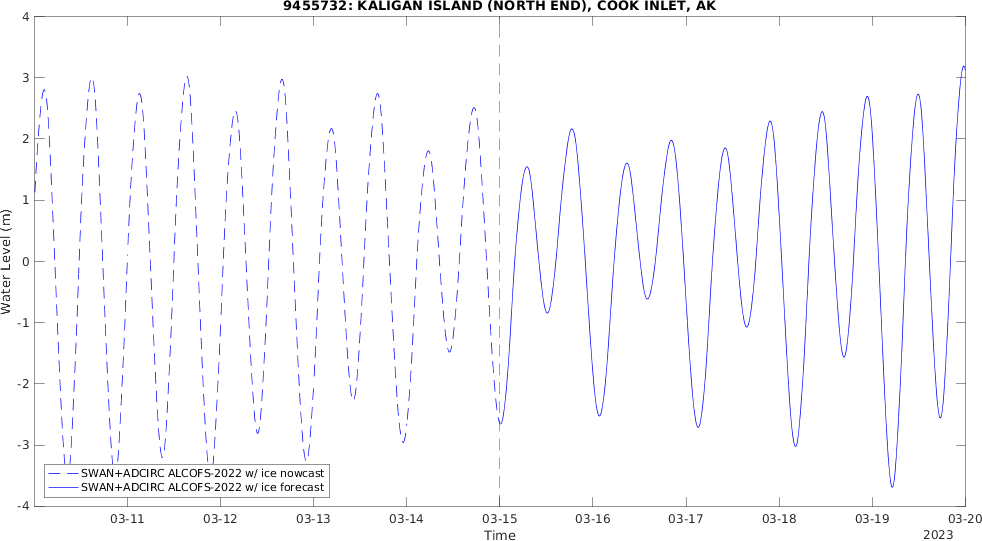 9455732: KALIGAN ISLAND (NORTH END), COOK INLET, AK
4
3
2
1
0
-1
-2
-3
-4
Water Level (m)
SWAN+ADCIRC ALCOFS-2022 w/ ice nowcast
SWAN+ADCIRC ALCOFS-2022 w/ ice forecast
03-11 03-12 03-13 03-14 03-15 03-16 03-17 03-18 03-19 03-20
Time
2023